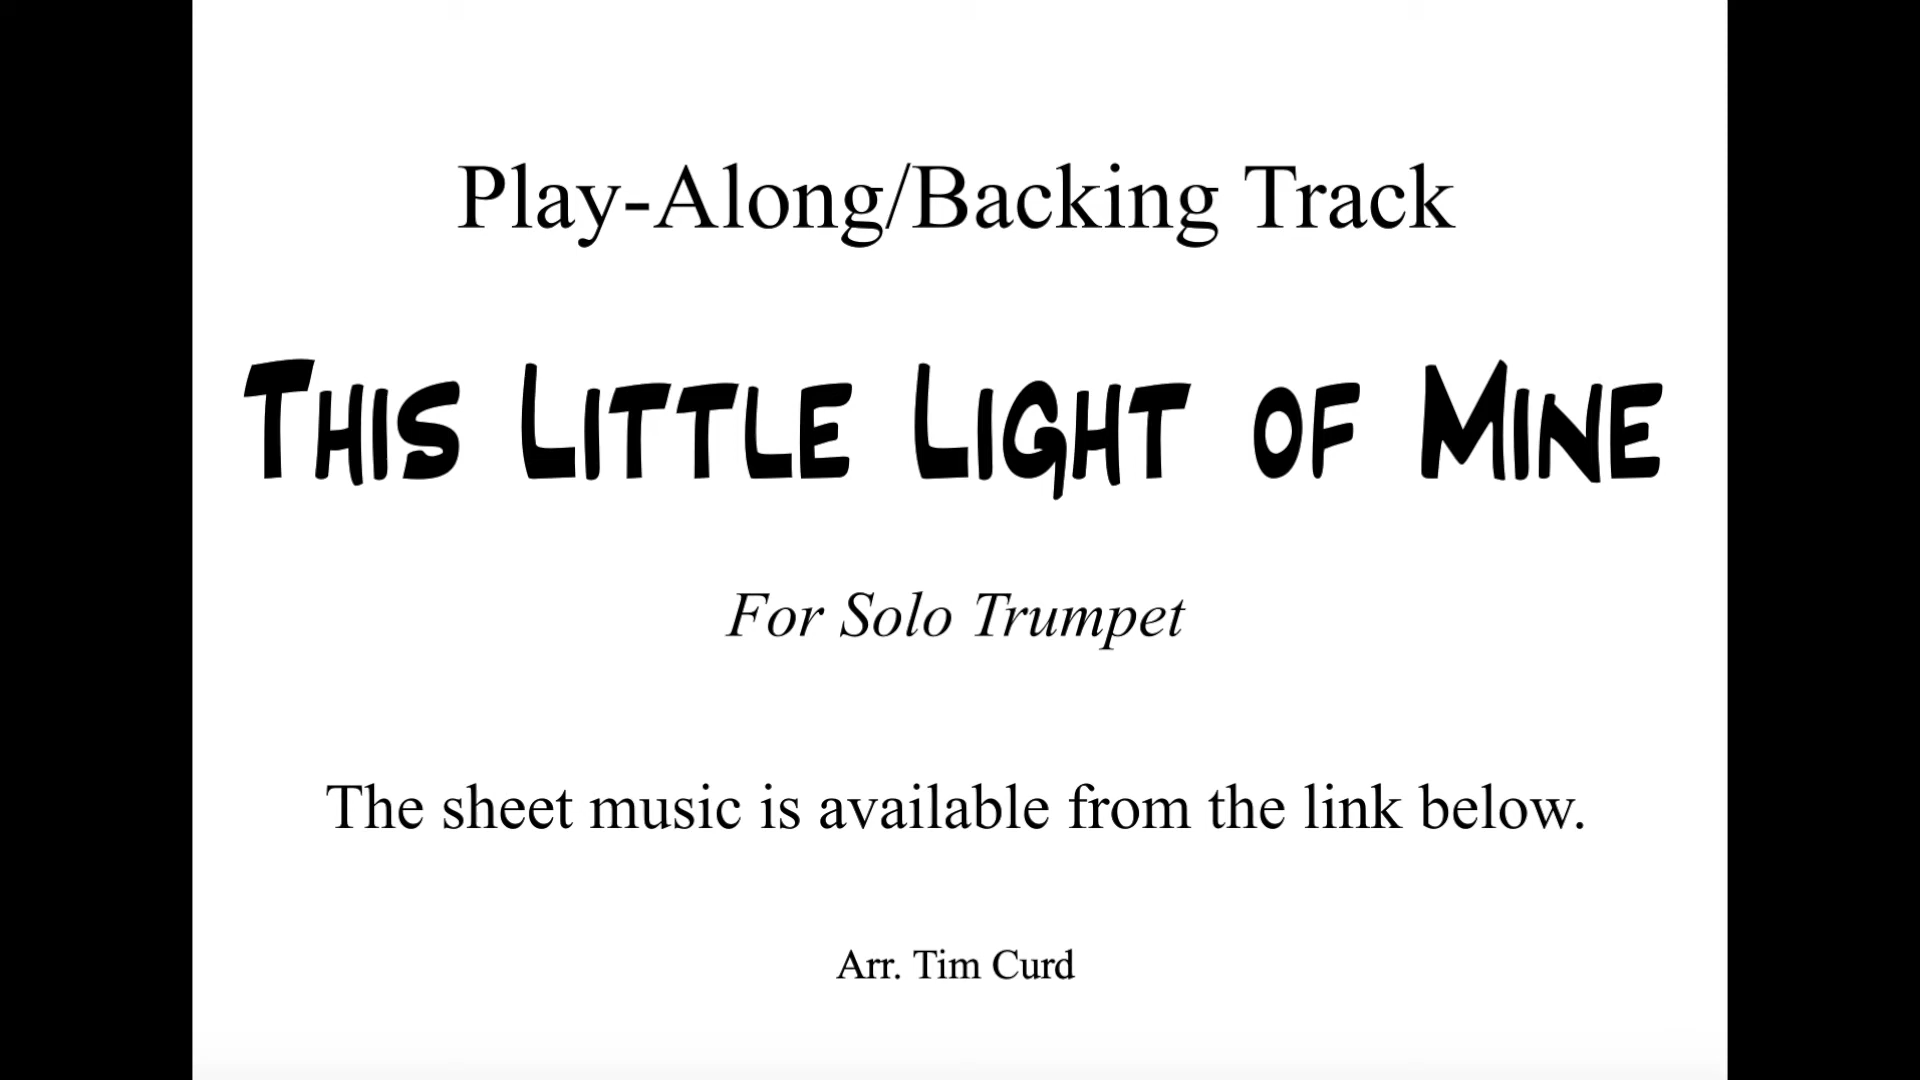 Play-Along/Backing Track
This Little Light of Mine
For Solo Trumpet
The sheet music is available from the link below.
Arr. Tim Curd